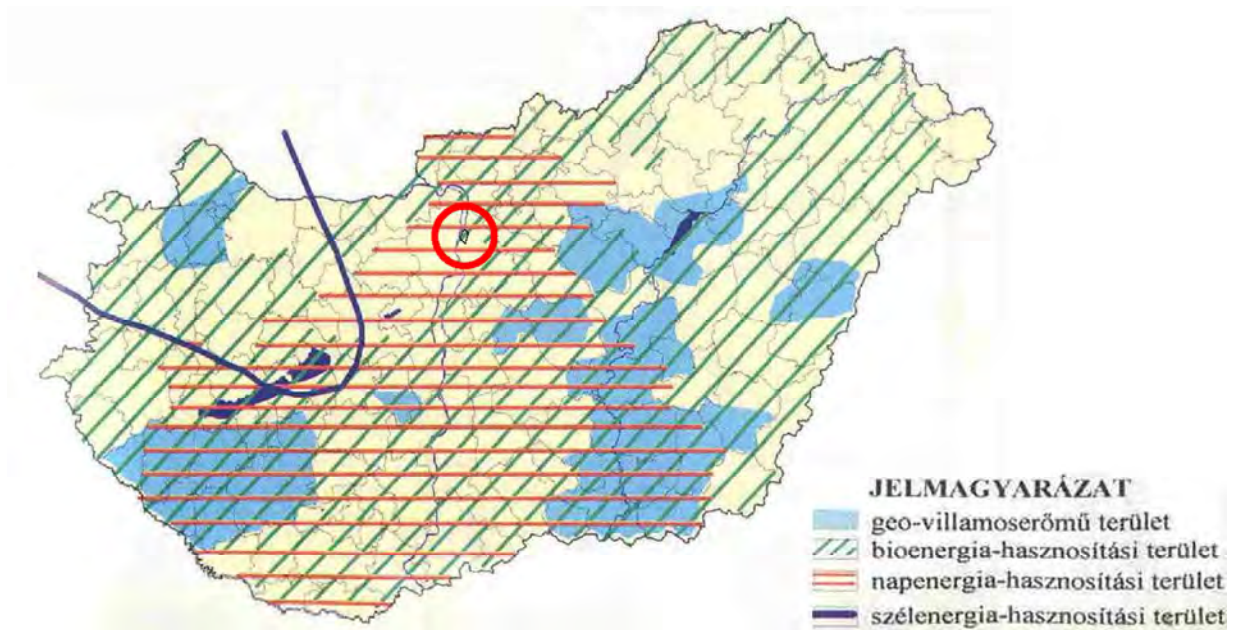 JELMAGYARÁZAT
geo-villamoserőmű terület
bioenergia-hasznosítási terület
napenergia-hasznosítási terület
szélenergia-hasznosítási terület